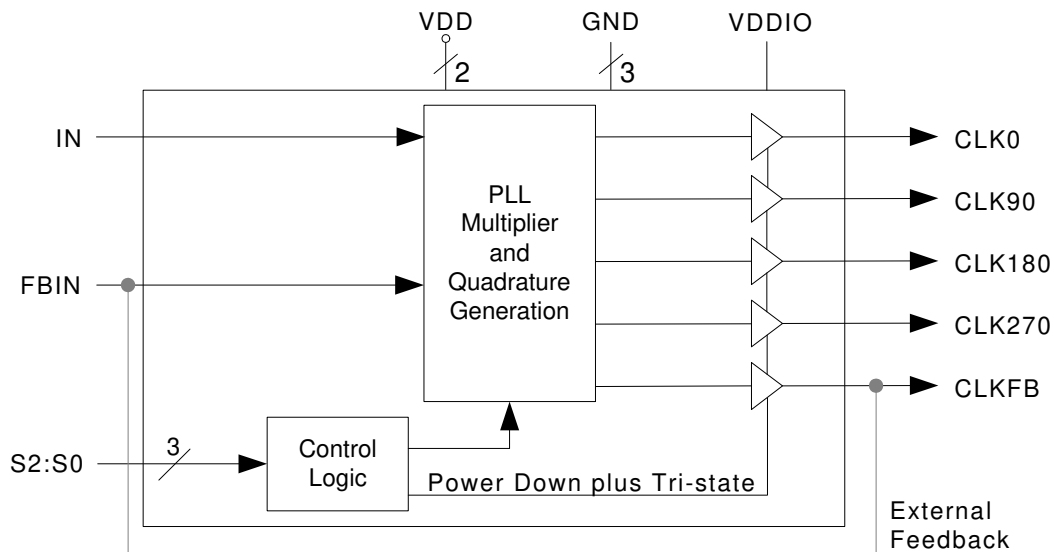 VDD
GND
VDDIO
2
3
IN
CLK0
PLL
Multiplier
and
Quadrature
Generation
CLK90
CLK180
FBIN
CLK270
CLKFB
3
S2:S0
Control
Logic
Power Down plus Tri-state
External
Feedback